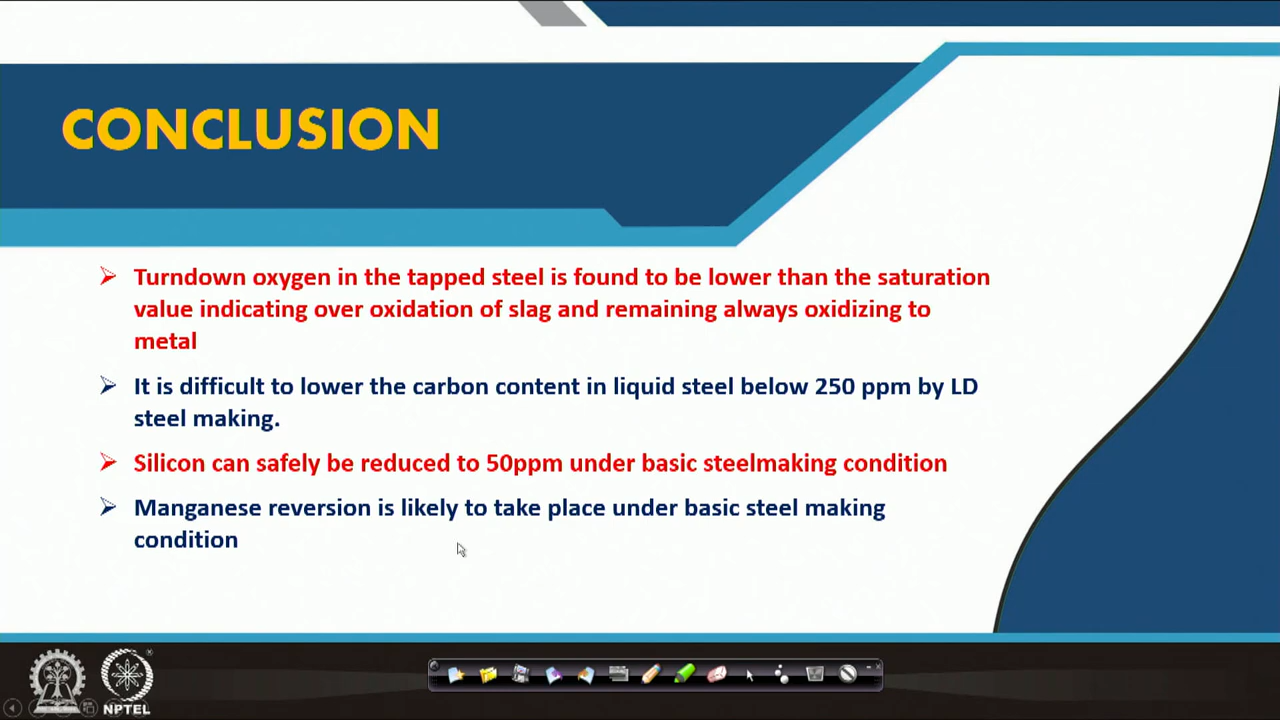 CONCLUSION
Turndown oxygen in the tapped steel is found to be lower than the saturation
value indicating over oxidation of slag and remaining always oxidizing to
metal
It is difficult to lower the carbon content in liquid steel below 250 ppm by LD
steel making.
Silicon can safely be reduced to 50ppm under basic steelmaking condition
Manganese reversion is likely to take place under basic steel making
condition
NPTEL